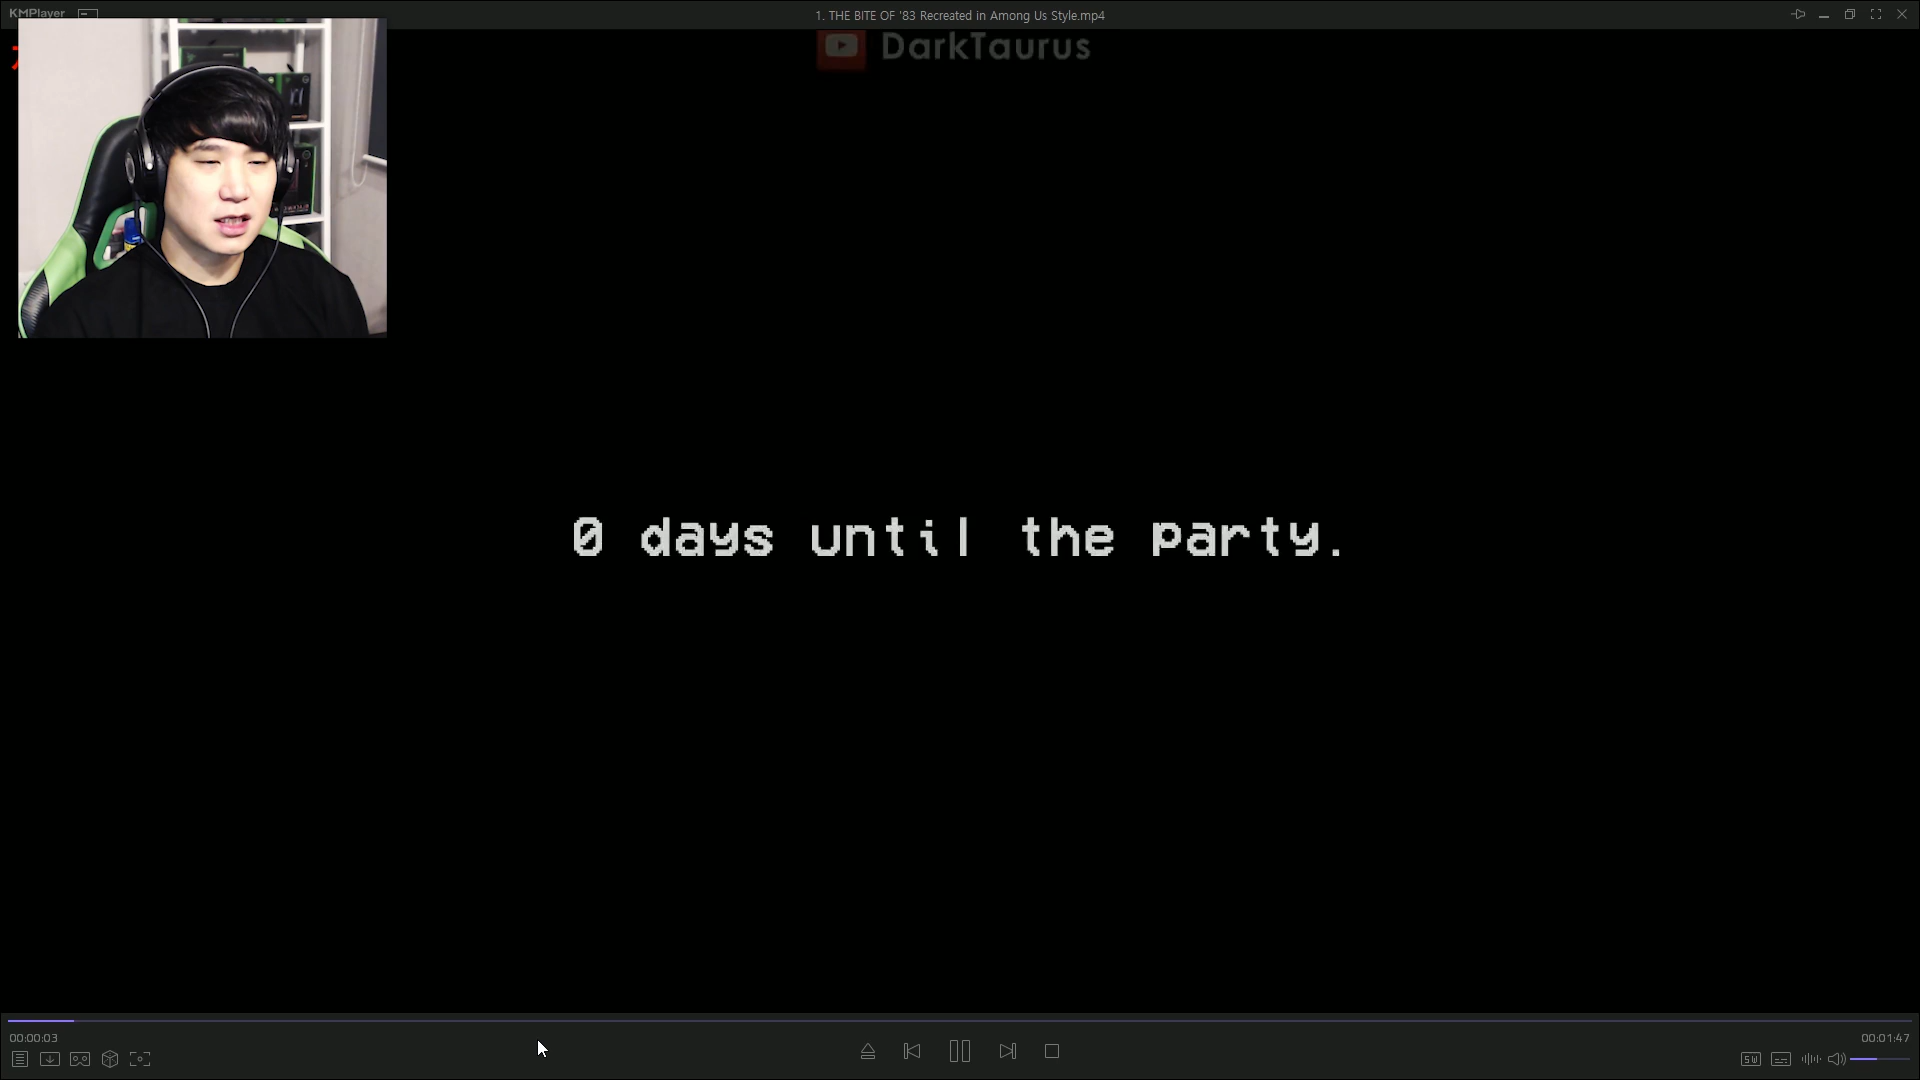 KMPlayer
1. THE BITE OF '83 Recreated in Among Us Style.mp4
DarkTaurus
0 days until the party.
00:00:03
00:01:47
SW